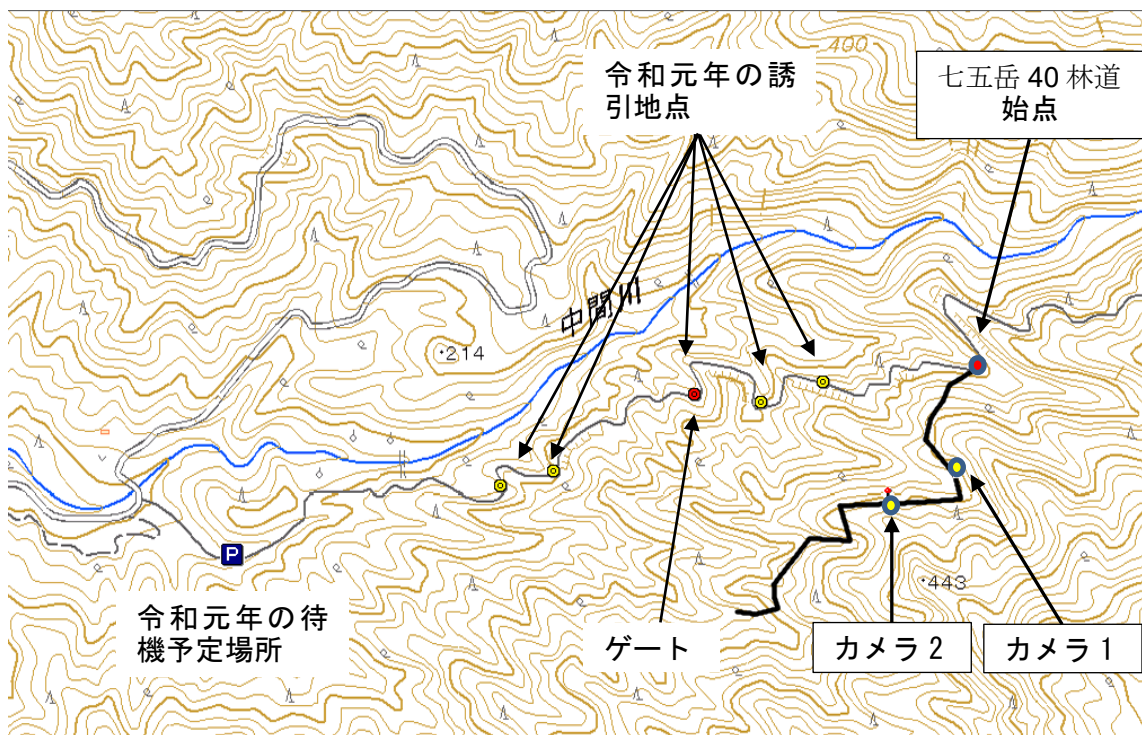 400
令和元年の誘
引地点
七五岳 40 林道
始点
中間川
・214
P
・443
令和元年の待
機予定場所
ゲート
カメラ 2
カメラ 1